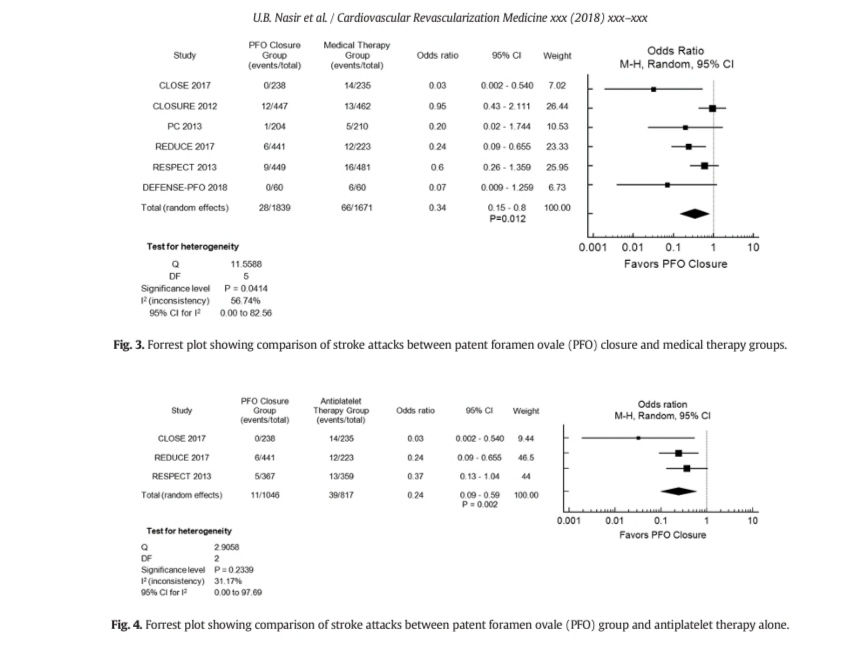 U.B. Nasir et al. / Cardiovascular Revascularization Medicine xxx (2018) xxx–xxx
Study PFO Closure Group (events/total) Medical Therapy Group (events/total) Odds ratio 95% CI Weight
CLOSE 2017 0/238 14/235 0.03 0.002 - 0.540 7.02
CLOSURE 2012 12/447 13/462 0.95 0.43 - 2.111 26.44
PC 2013 1/204 5/210 0.20 0.02 - 1.744 10.53
REDUCE 2017 6/441 12/223 0.24 0.09 - 0.655 23.33
RESPECT 2013 9/449 16/481 0.6 0.26 - 1.359 25.95
DEFENSE-PFO 2018 0/60 6/60 0.07 0.009 - 1.259 6.73
Total (random effects) 28/1839 66/1671 0.34 0.15 - 0.8 100.00
P=0.012
Odds Ratio
M-H, Random, 95% CI
0.001 0.01 0.1 1 10
Favors PFO Closure
Test for heterogeneity
Q 11.5588
DF 5
Significance level P = 0.0414
I² (inconsistency) 56.74%
95% CI for I² 0.00 to 82.56
Fig. 3. Forrest plot showing comparison of stroke attacks between patent foramen ovale (PFO) closure and medical therapy groups.
Study PFO Closure Group (events/total) Antiplatelet Therapy Group (events/total) Odds ratio 95% CI Weight
CLOSE 2017 0/238 14/235 0.03 0.002 - 0.540 9.44
REDUCE 2017 6/441 12/223 0.24 0.09 - 0.655 46.5
RESPECT 2013 5/367 13/359 0.37 0.13 - 1.04 44
Total (random effects) 11/1046 39/817 0.24 0.09 - 0.59 100.00
P = 0.002
Odds ration
M-H, Random, 95% CI
0.001 0.01 0.1 1 10
Favors PFO Closure
Test for heterogeneity
Q 2.9058
DF 2
Significance level P = 0.2339
I² (inconsistency) 31.17%
95% CI for I² 0.00 to 97.69
Fig. 4. Forrest plot showing comparison of stroke attacks between patent foramen ovale (PFO) group and antiplatelet therapy alone.